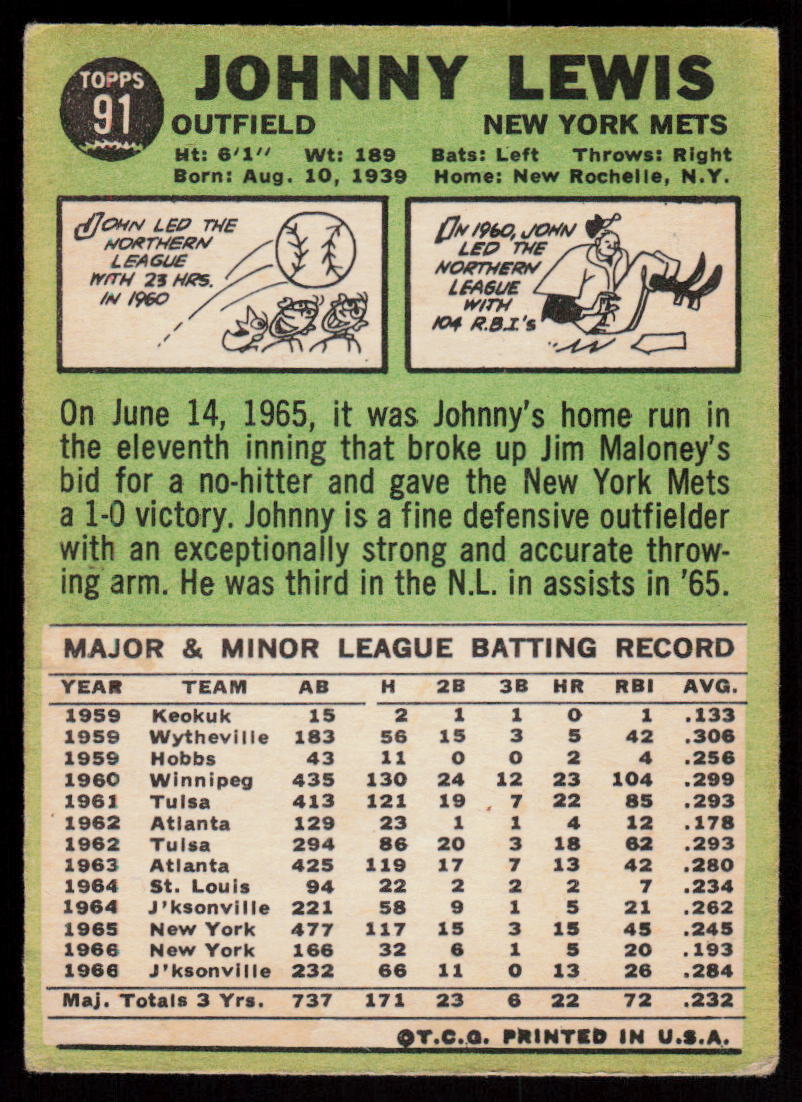 TOPPS
91
JOHNNY LEWIS
OUTFIELD NEW YORK METS
Ht: 6'1" Wt: 189 Bats: Left Throws: Right
Born: Aug. 10, 1939 Home: New Rochelle, N.Y.
JOHN LED THE
NORTHERN
LEAGUE
WITH 23 HRS.
IN 1960
IN 1960, JOHN
LED THE
NORTHERN
LEAGUE
WITH
104 R.B.I.'s
On June 14, 1965, it was Johnny's home run in
the eleventh inning that broke up Jim Maloney's
bid for a no-hitter and gave the New York Mets
a 1-0 victory. Johnny is a fine defensive outfielder
with an exceptionally strong and accurate throw-
ing arm. He was third in the N.L. in assists in '65.
MAJOR & MINOR LEAGUE BATTING RECORD
YEAR TEAM AB H 2B 3B HR RBI AVG.
1959 Keokuk 15 2 1 1 0 1 .133
1959 Wytheville 183 56 15 3 5 42 .306
1959 Hobbs 43 11 0 0 2 4 .256
1960 Winnipeg 435 130 24 12 23 104 .299
1961 Tulsa 413 121 19 7 22 85 .293
1962 Atlanta 129 23 1 1 4 12 .178
1962 Tulsa 294 86 20 3 18 62 .293
1963 Atlanta 425 119 17 7 13 42 .280
1964 St. Louis 94 22 2 2 2 7 .234
1964 J'ksonville 221 58 9 1 5 21 .262
1965 New York 477 117 15 3 15 45 .245
1966 New York 166 32 6 1 5 20 .193
1966 J'ksonville 232 66 11 0 13 26 .284
Maj. Totals 3 Yrs. 737 171 23 6 22 72 .232
©T.C.G. PRINTED IN U.S.A.